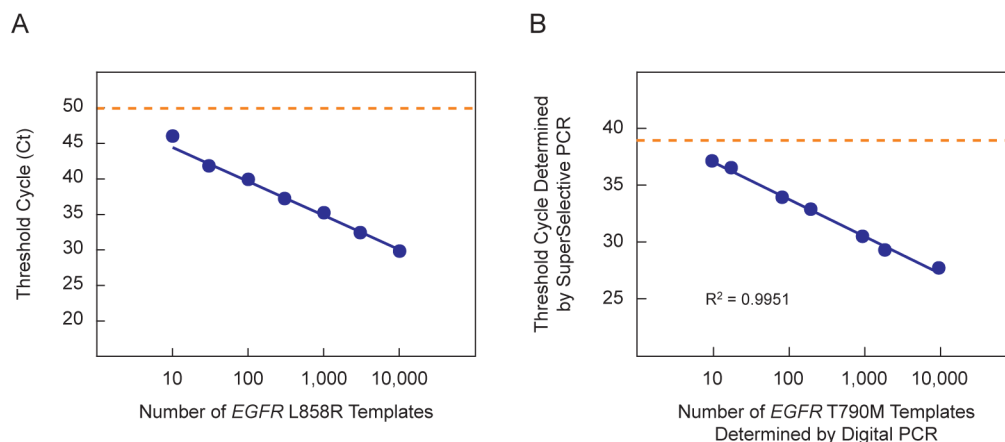 A
B
Threshold Cycle (Ct)
50
45
40
35
30
25
20
10
100
1,000
10,000
Number of EGFR L858R Templates
Threshold Cycle Determined
by SuperSelective PCR
40
35
30
25
R² = 0.9951
10
100
1,000
10,000
Number of EGFR T790M Templates
Determined by Digital PCR